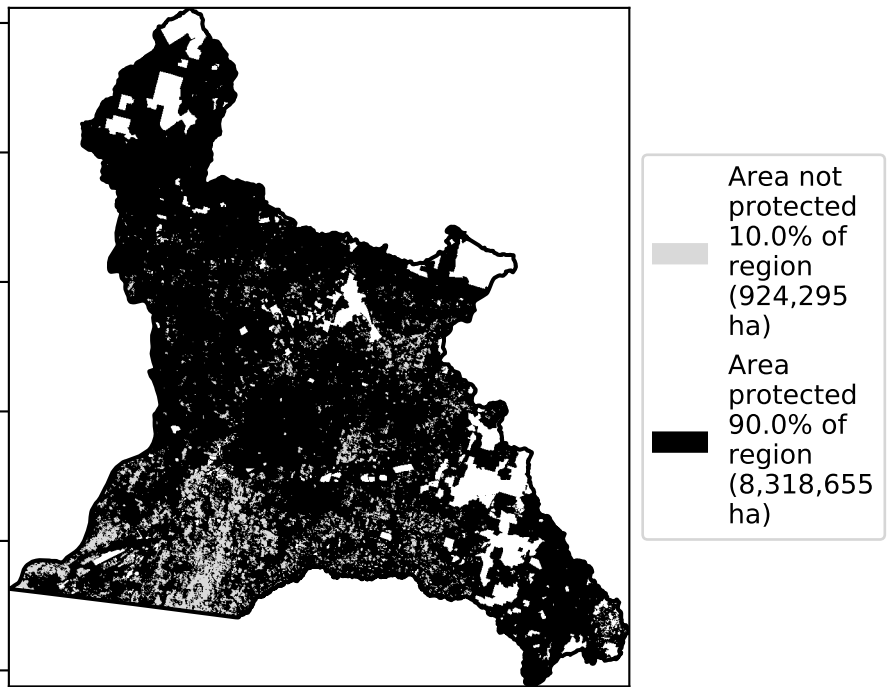 Area not
protected
10.0% of
region
(924,295
ha)
Area
protected
90.0% of
region
(8,318,655
ha)